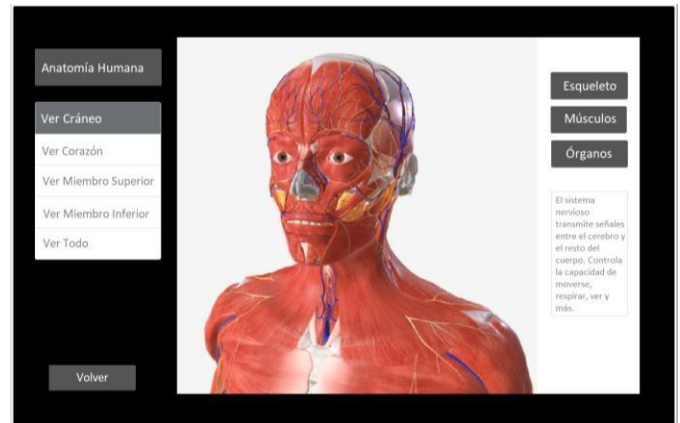 Anatomía Humana
Ver Cráneo
Ver Corazón
Ver Miembro Superior
Ver Miembro Inferior
Ver Todo
Volver
Esqueleto
Músculos
Órganos
El sistema
nervioso
transmite señales
entre el cerebro y
el resto del
cuerpo. Controla
la capacidad de
moverse,
respirar, ver y
más.